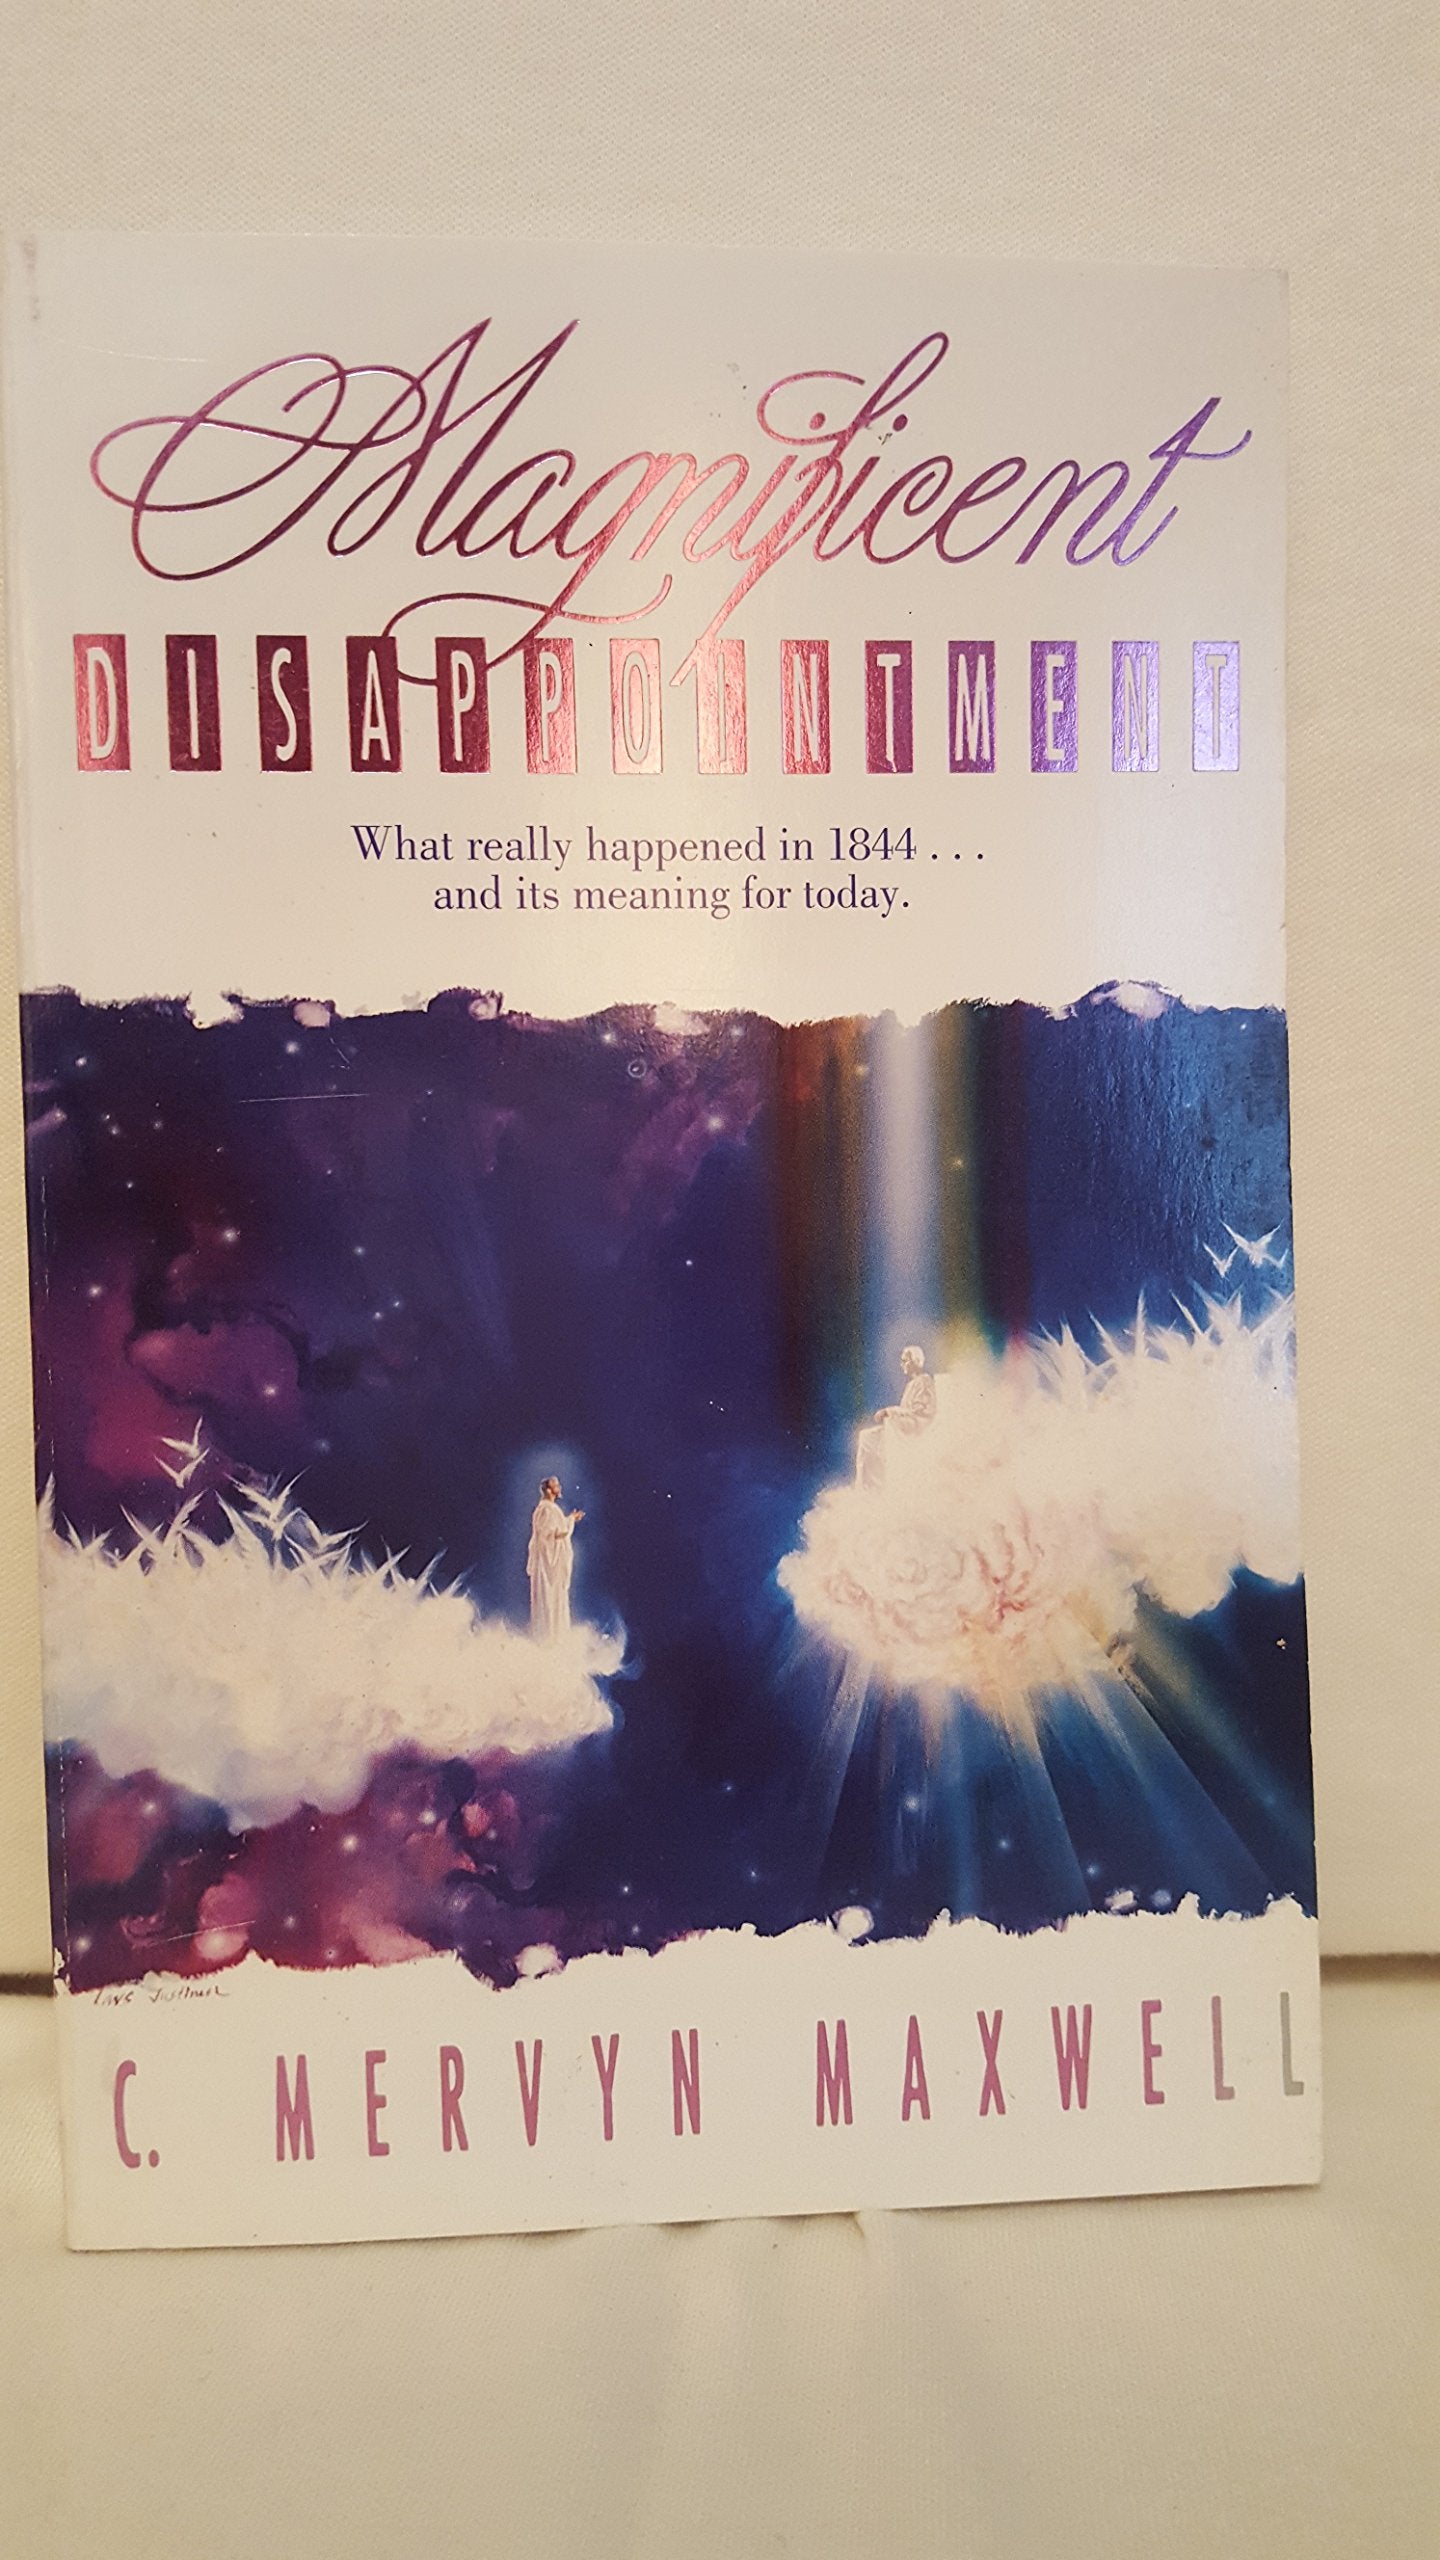 Magnificent
DISAPPOINTMENT
What really happened in 1844 . . .
and its meaning for today.
C. MERVYN MAXWELL